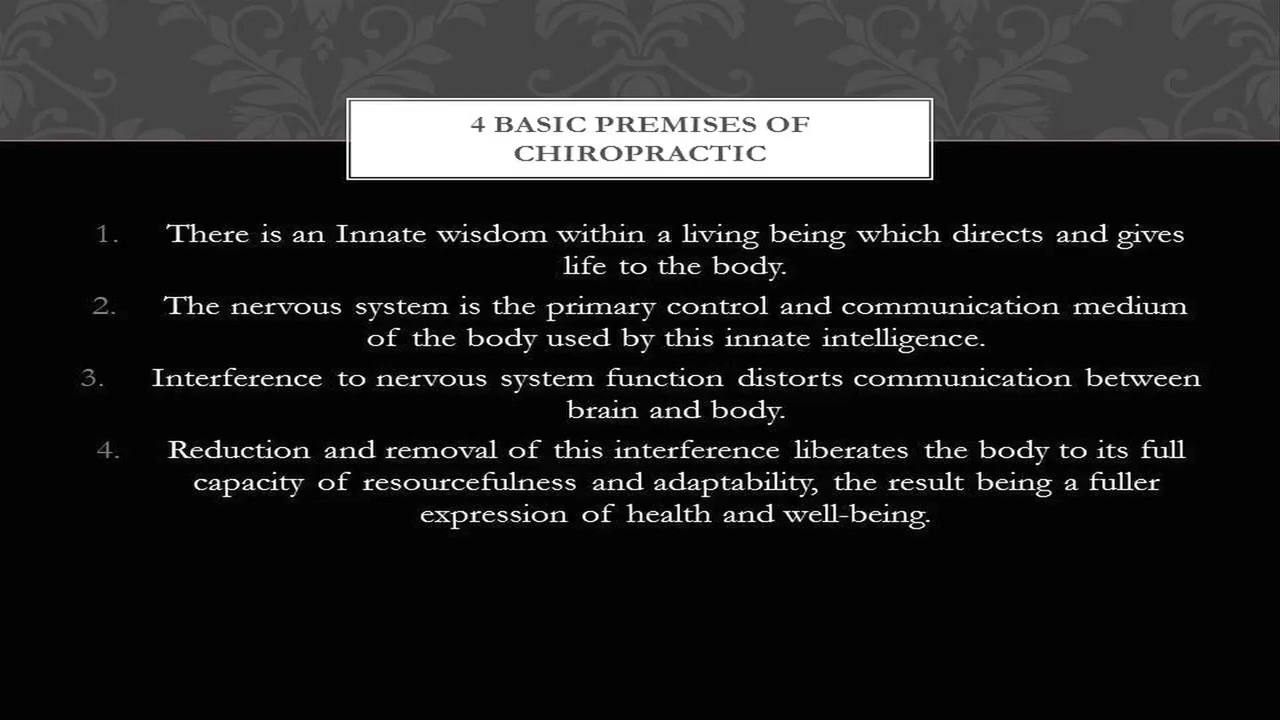 4 BASIC PREMISES OF
CHIROPRACTIC
1. There is an Innate wisdom within a living being which directs and gives
life to the body.
2. The nervous system is the primary control and communication medium
of the body used by this innate intelligence.
3. Interference to nervous system function distorts communication between
brain and body.
4. Reduction and removal of this interference liberates the body to its full
capacity of resourcefulness and adaptability, the result being a fuller
expression of health and well-being.